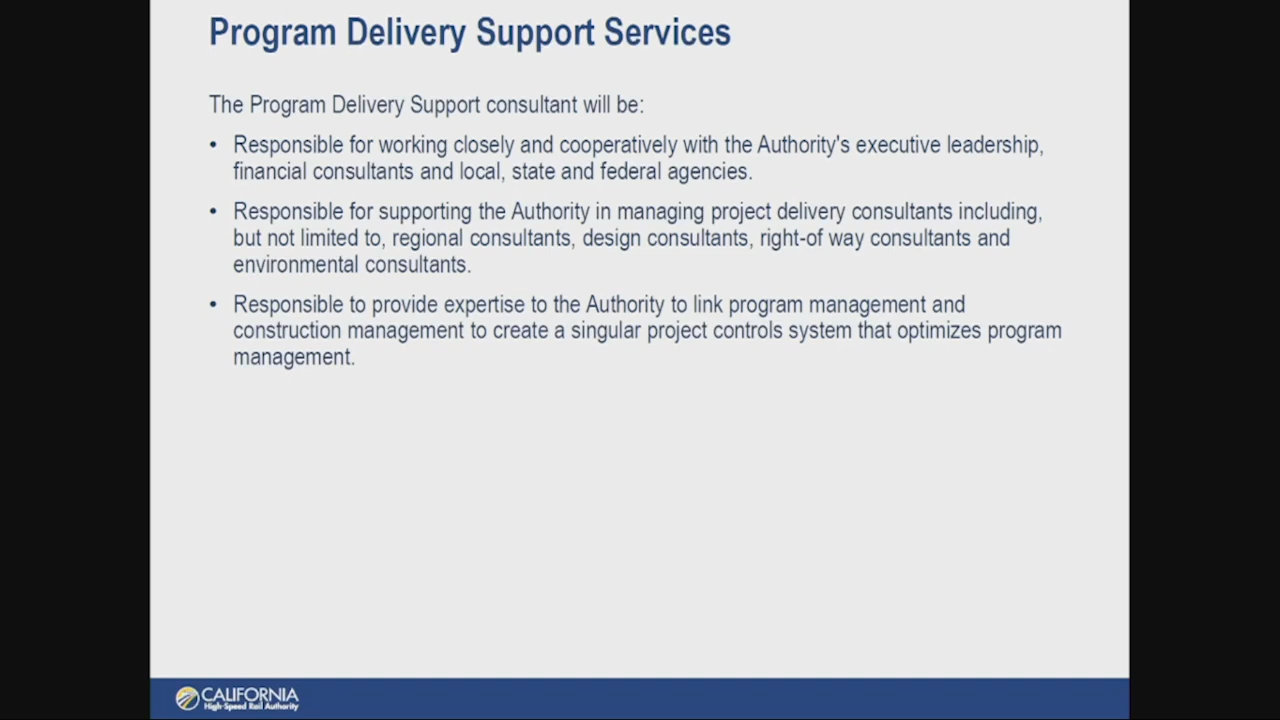 Program Delivery Support Services
The Program Delivery Support consultant will be:
• Responsible for working closely and cooperatively with the Authority's executive leadership,
financial consultants and local, state and federal agencies.
• Responsible for supporting the Authority in managing project delivery consultants including,
but not limited to, regional consultants, design consultants, right-of way consultants and
environmental consultants.
• Responsible to provide expertise to the Authority to link program management and
construction management to create a singular project controls system that optimizes program
management.
CALIFORNIA
High-Speed Rail Authority